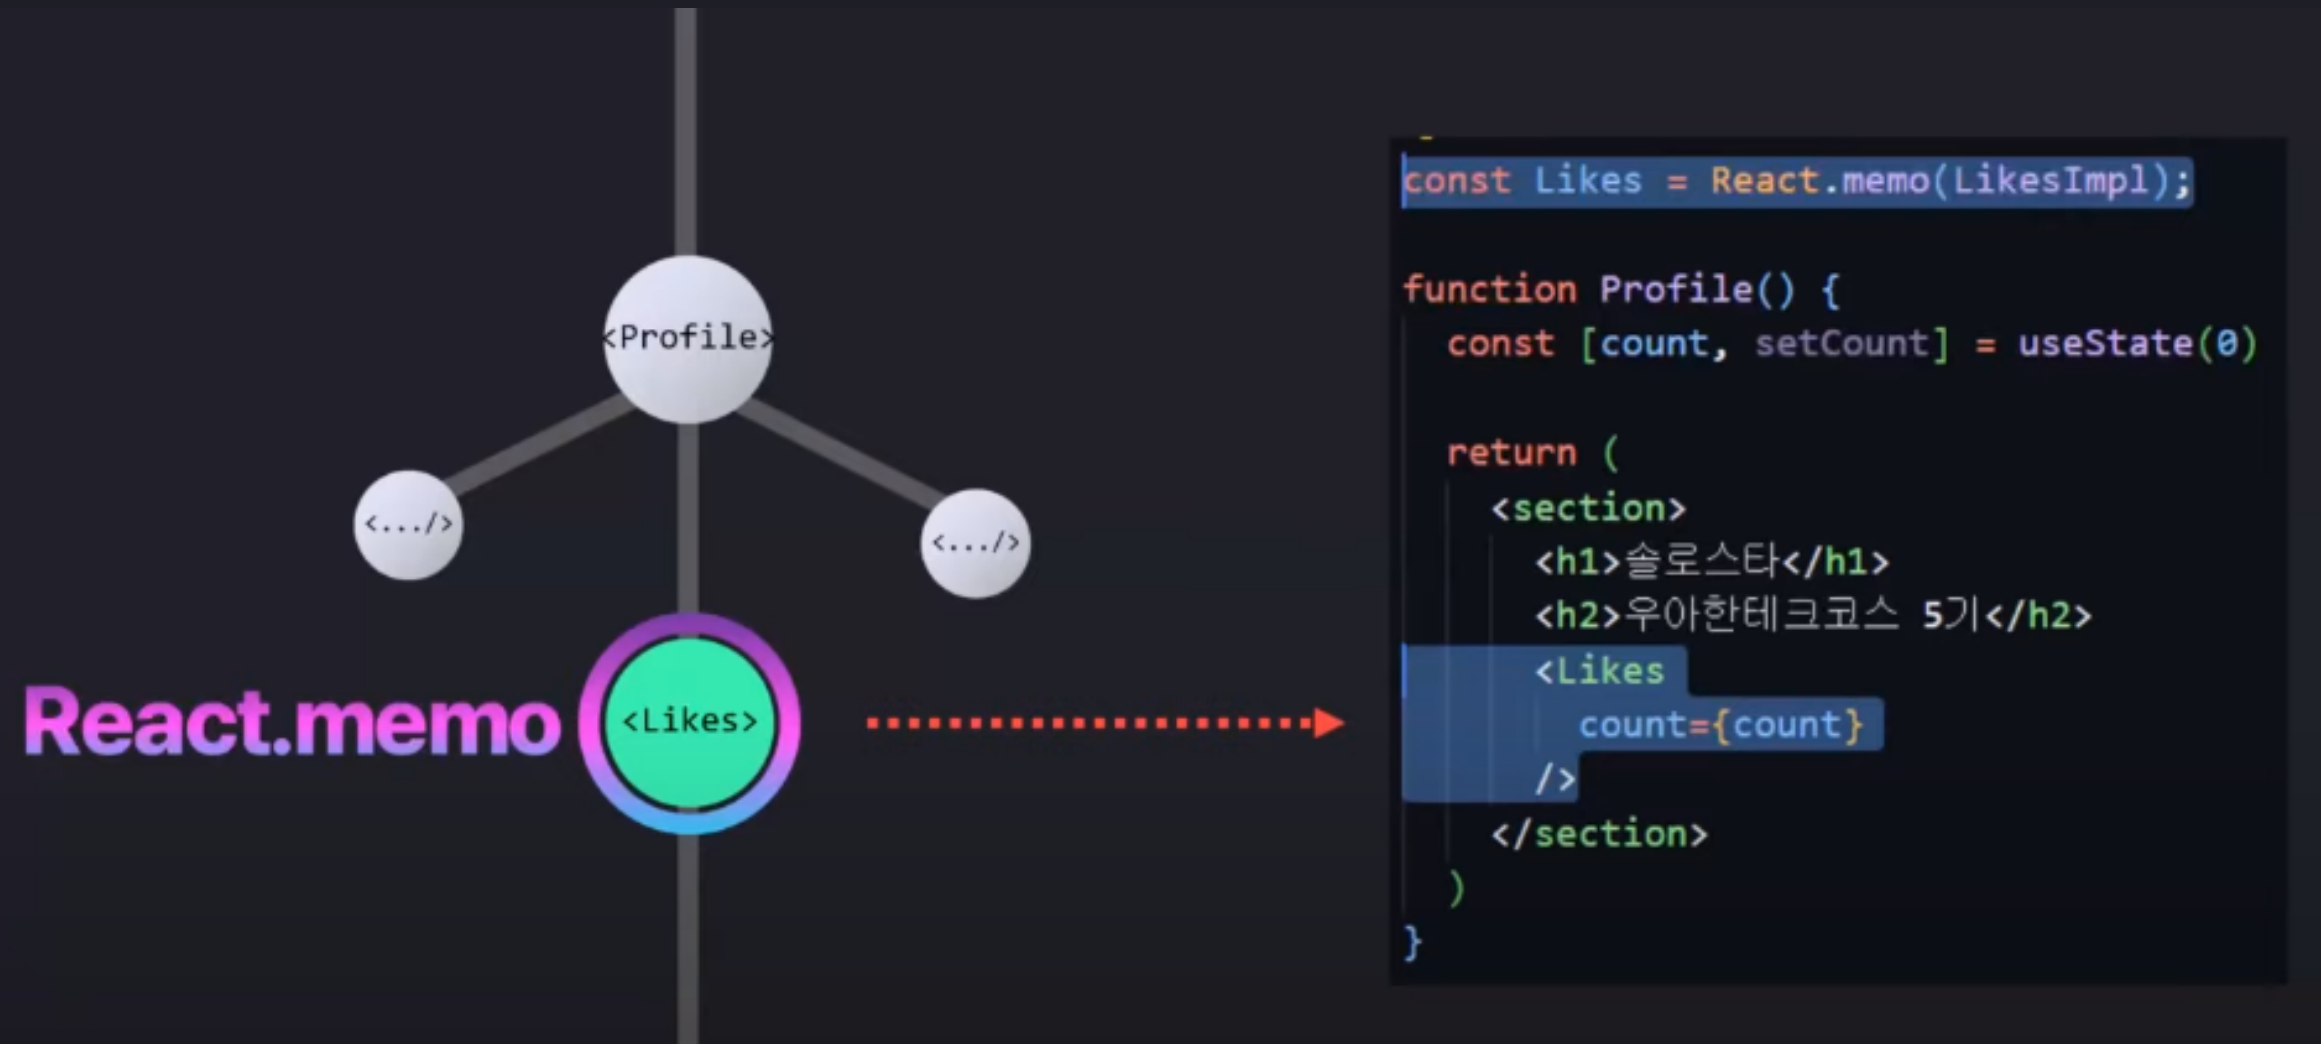 <Profile>
<.../>
<.../>
React.memo
<Likes>
const Likes = React.memo(LikesImpl);
function Profile() {
const [count, setCount] = useState(0)
return (
<section>
<h1>솔로스타</h1>
<h2>우아한테크코스 5기</h2>
<Likes
count={count}
/>
</section>
)
}